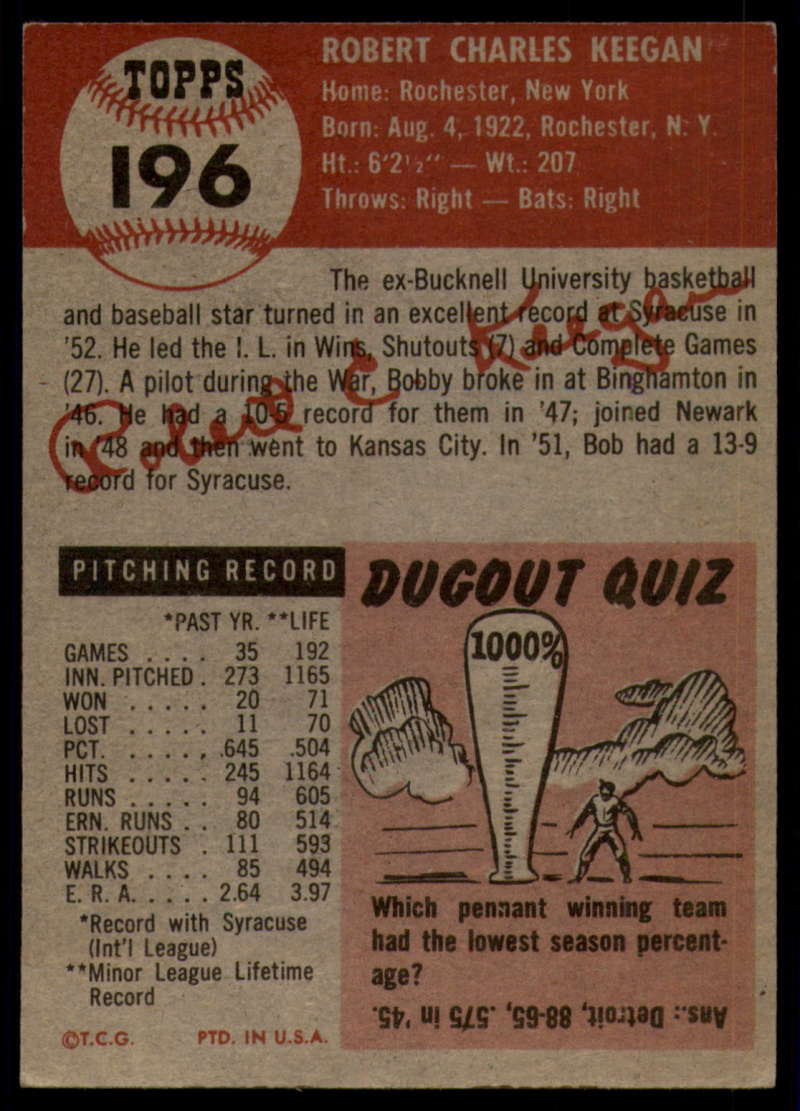 TOPPS
196
ROBERT CHARLES KEEGAN
Home: Rochester, New York
Born: Aug. 4, 1922, Rochester, N. Y.
Ht.: 6'2½" — Wt.: 207
Throws: Right — Bats: Right
The ex-Bucknell University basketball
and baseball star turned in an excellent record at Syracuse in
'52. He led the I. L. in Wins, Shutouts (7) and Complete Games
(27). A pilot during the War, Bobby broke in at Binghamton in
'46. He had a 10-5 record for them in '47; joined Newark
in '48 and then went to Kansas City. In '51, Bob had a 13-9
record for Syracuse.
PITCHING RECORD
*PAST YR. **LIFE
GAMES . . . . 35 192
INN. PITCHED . 273 1165
WON . . . . . 20 71
LOST . . . . . 11 70
PCT. . . . . . .645 .504
HITS . . . . . 245 1164
RUNS . . . . . 94 605
ERN. RUNS . . 80 514
STRIKEOUTS . 111 593
WALKS . . . . 85 494
E. R. A. . . . . 2.64 3.97
*Record with Syracuse
(Int'l League)
**Minor League Lifetime
Record
©T.C.G. PTD. IN U.S.A.
DUGOUT QUIZ
1000%
Which pennant winning team
had the lowest season percent-
age?
Ans.: Detroit, 88-65, .575 in '45.